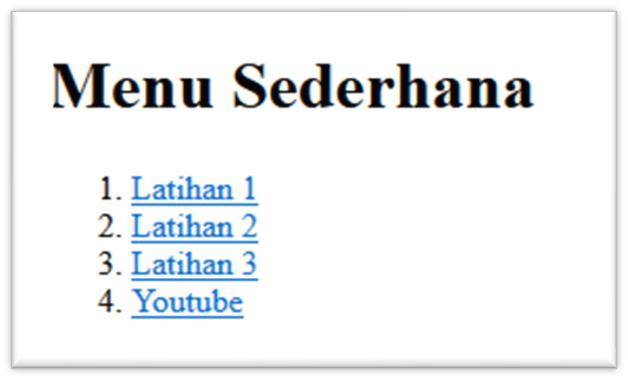 Menu Sederhana
1. Latihan 1
2. Latihan 2
3. Latihan 3
4. Youtube